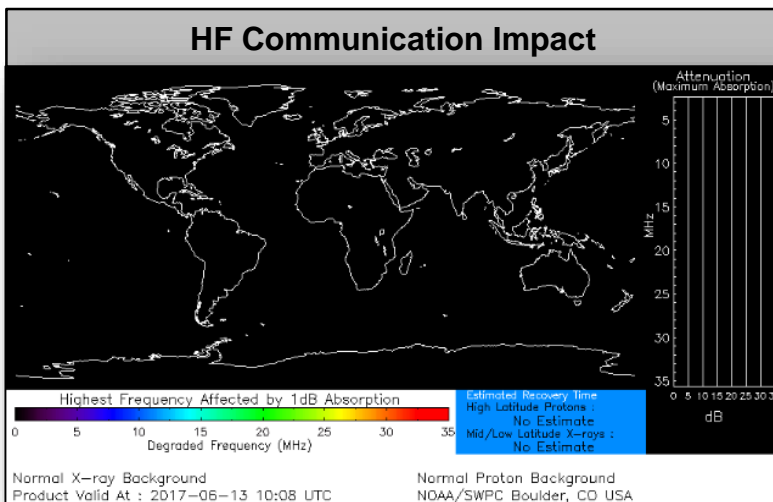 HF Communication Impact
Attenuation
(Maximum Absorption)
5
10
15
20
25
30
35
MHz
0 5 10 15 20 25 30 3
dB
Highest Frequency Affected by 1dB Absorption
0 5 10 15 20 25 30 35
Degraded Frequency (MHz)
Estimated Recovery Time
High Latitude Protons :
No Estimate
Mid/Low Latitude X-rays :
No Estimate
Normal X-ray Background
Product Valid At : 2017-06-13 10:08 UTC
Normal Proton Background
NOAA/SWPC Boulder, CO USA